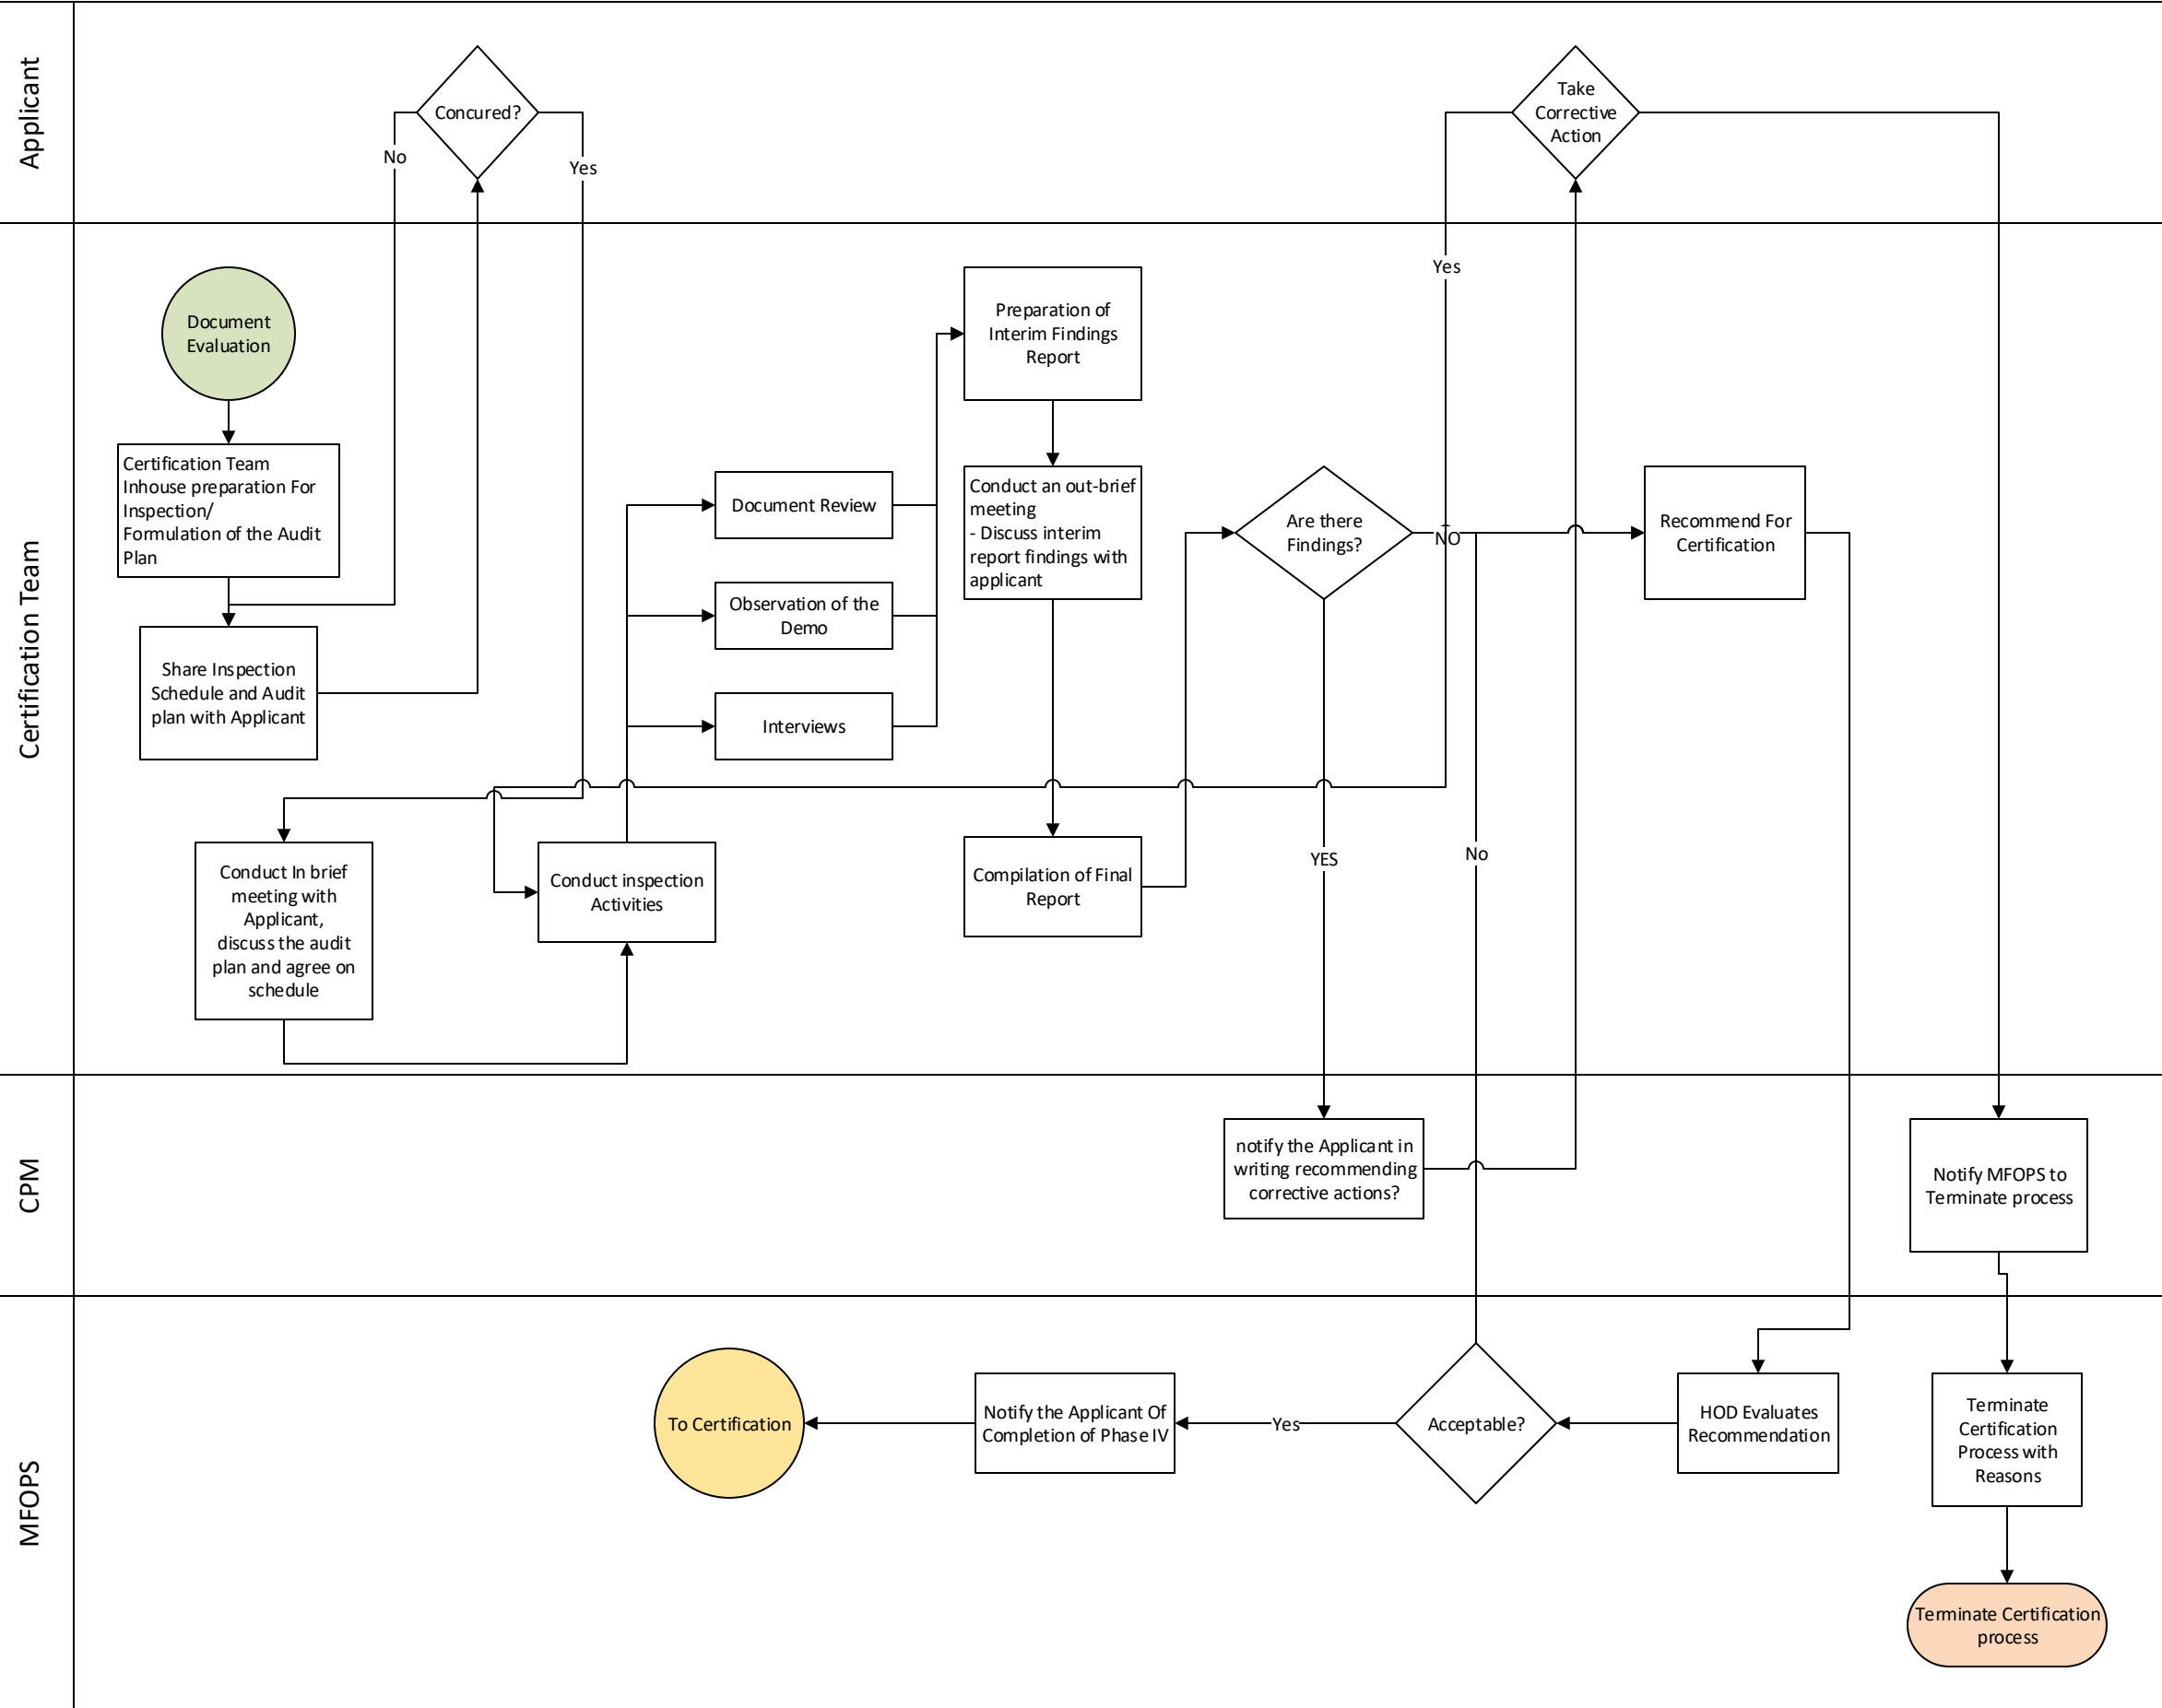 Applicant
Concured?
No
Yes
Take
Corrective
Action
Certification Team
Document
Evaluation
Certification Team
Inhouse preparation For
Inspection/
Formulation of the Audit
Plan
Share Inspection
Schedule and Audit
plan with Applicant
Conduct In brief
meeting with
Applicant,
discuss the audit
plan and agree on
schedule
Conduct inspection
Activities
Document Review
Observation of the
Demo
Interviews
Preparation of
Interim Findings
Report
Conduct an out-brief
meeting
- Discuss interim
report findings with
applicant
Compilation of Final
Report
Are there
Findings?
Yes
NO
YES
No
Recommend For
Certification
CPM
notify the Applicant in
writing recommending
corrective actions?
Notify MFOPS to
Terminate process
MFOPS
To Certification
Notify the Applicant Of
Completion of Phase IV
Yes
Acceptable?
HOD Evaluates
Recommendation
Terminate
Certification
Process with
Reasons
Terminate Certification
process